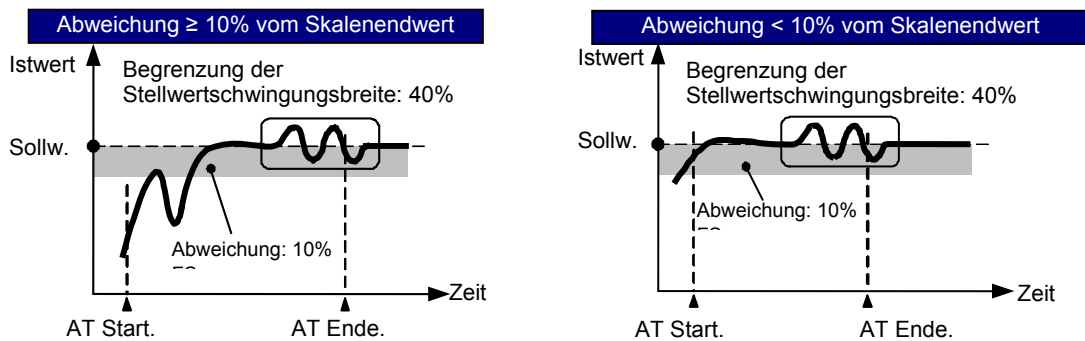 Abweichung ≥ 10% vom Skalenendwert
Istwert
Begrenzung der
Stellwertschwingungsbreite: 40%
Sollw.
Abweichung: 10%
Zeit
AT Start.
AT Ende.
Abweichung < 10% vom Skalenendwert
Istwert
Begrenzung der
Stellwertschwingungsbreite: 40%
Sollw.
Abweichung: 10%
Zeit
AT Start.
AT Ende.